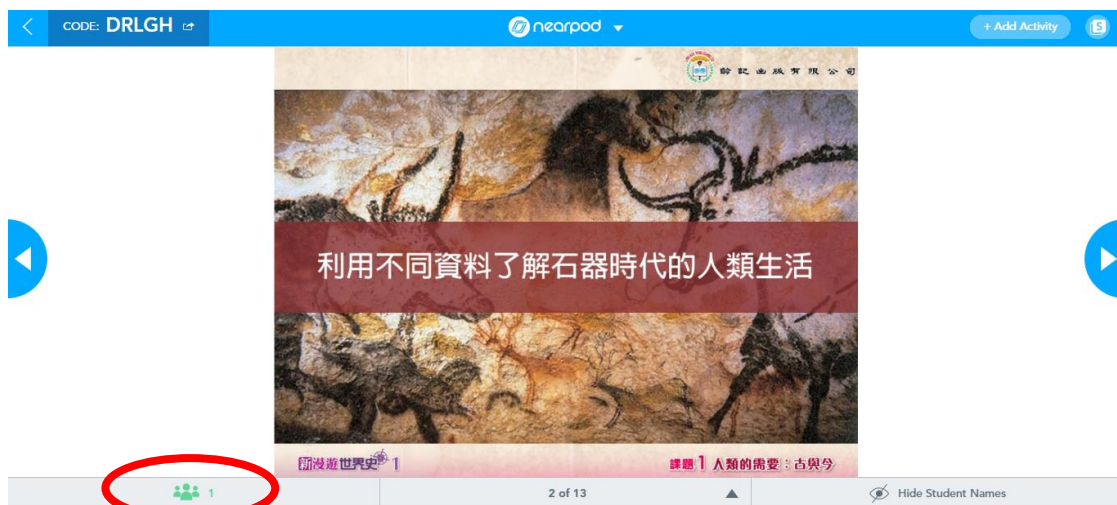 CODE: DRLGH
nearpod
+ Add Activity
S
齡記出版有限公司
利用不同資料了解石器時代的人類生活
新漫遊世界史 1
課題1 人類的需要：古與今
1
2 of 13
Hide Student Names